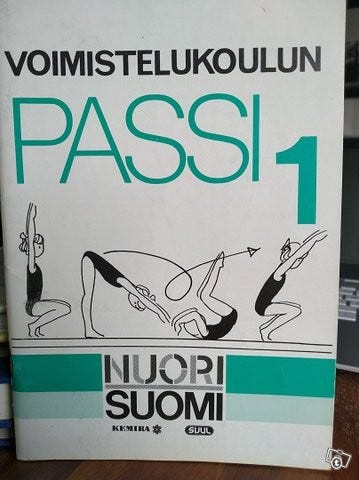 VOIMISTELUKOULUN
PASSI 1
NUORI
SUOMI
KEMIRA SVUL